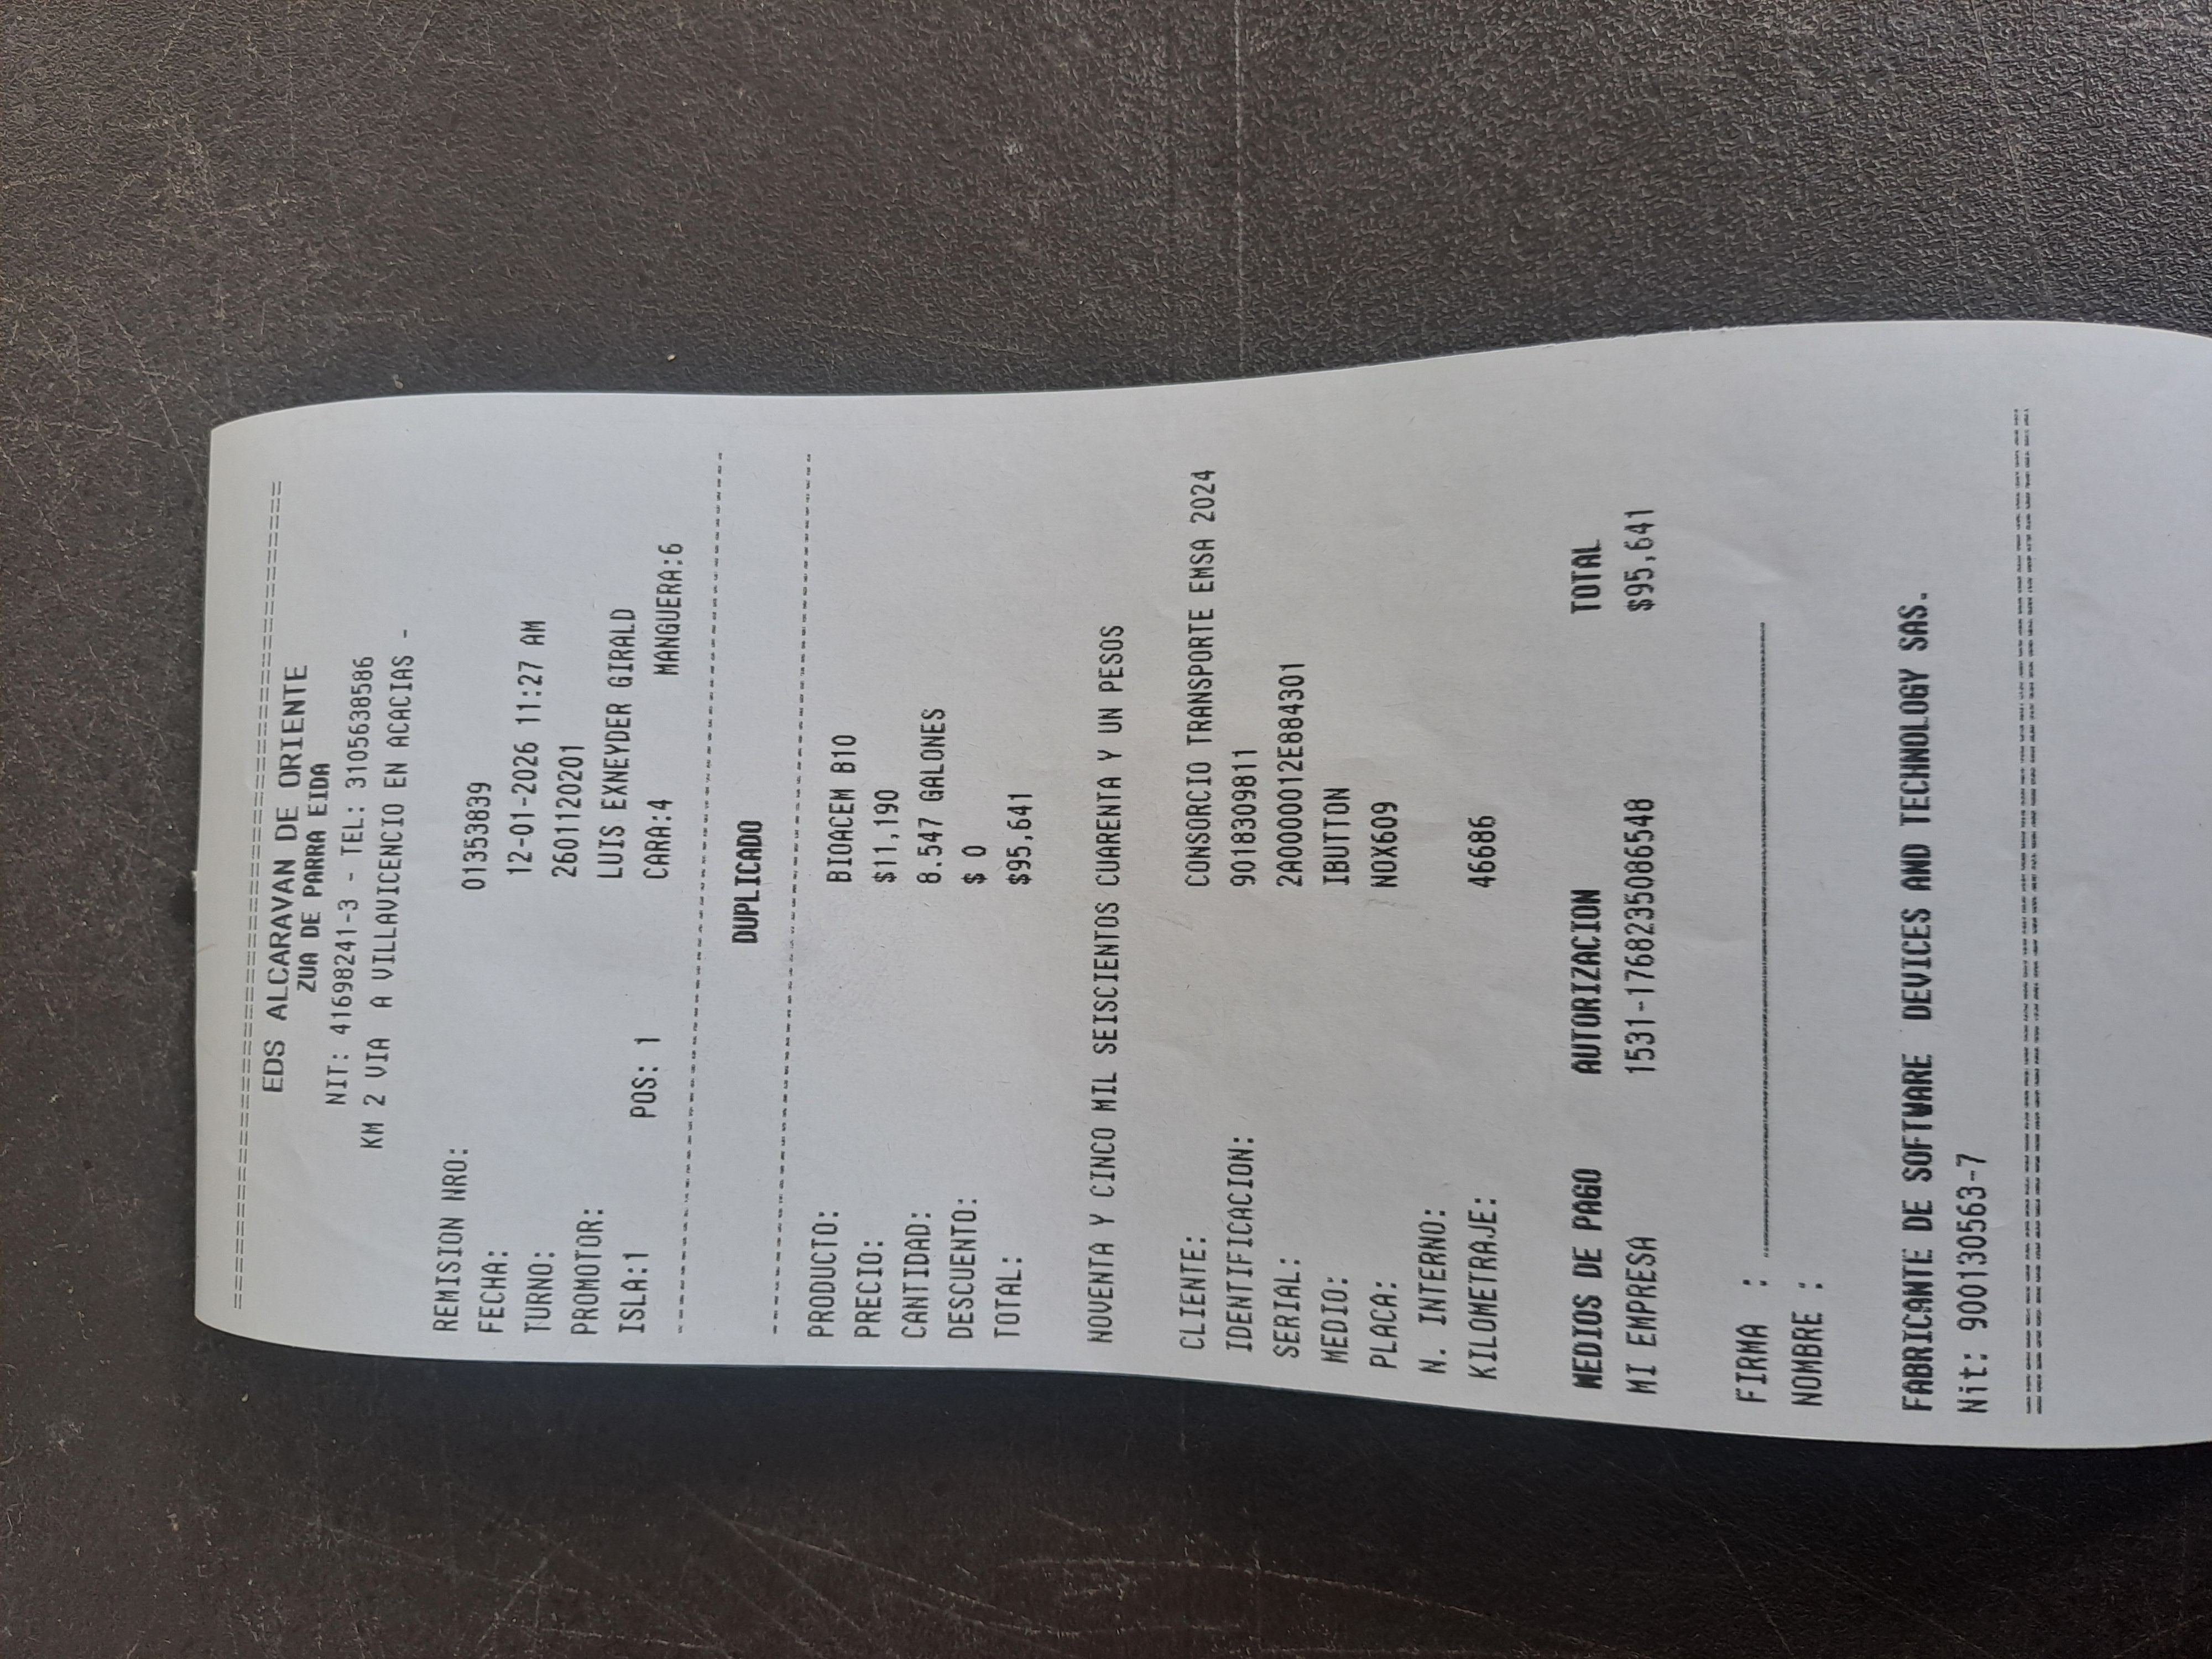 ========================================
EDS ALCARAVAN DE ORIENTE
ZUA DE PARRA EIDA
NIT: 416982241-3 - TEL: 3105638586
KM 2 VIA A VILLAVICENCIO EN ACACIAS -
REMISION NRO: 01353839
FECHA: 12-01-2026 11:27 AM
TURNO: 2601120201
PROMOTOR: LUIS EXNEYDER GIRALD
ISLA:1 POS: 1 CARA:4 MANGUERA:6
----------------------------------------
DUPLICADO
----------------------------------------
PRODUCTO: BIOACEM B10
PRECIO: $11,190
CANTIDAD: 8.547 GALONES
DESCUENTO: $ 0
TOTAL: $95,641
NOVENTA Y CINCO MIL SEISCIENTOS CUARENTA Y UN PESOS
CLIENTE: CONSORCIO TRANSPORTE EMSA 2024
IDENTIFICACION: 9018309811
SERIAL: 2A0000012E884301
MEDIO: IBUTTON
PLACA: NOX609
N. INTERNO:
KILOMETRAJE: 46686
MEDIOS DE PAGO AUTORIZACION TOTAL
MI EMPRESA 1531-1768235086548 $95,641
FIRMA : ______________________________
NOMBRE :
FABRICANTE DE SOFTWARE DEVICES AND TECHNOLOGY SAS.
Nit: 900130563-7
========================================